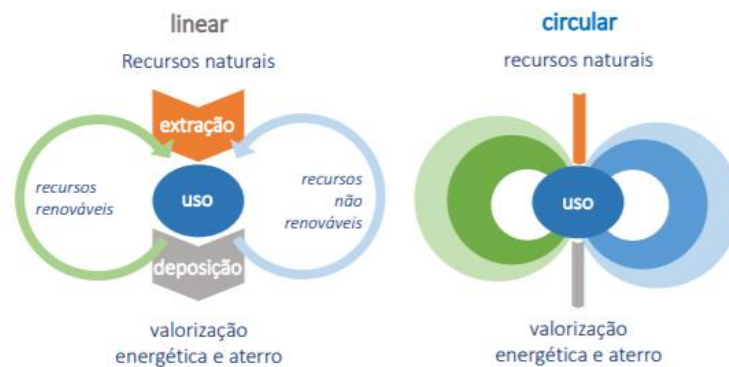 linear
Recursos naturais
extração
recursos
renováveis
uso
recursos
não
renováveis
deposição
valorização
energética e aterro
circular
recursos naturais
uso
valorização
energética e aterro